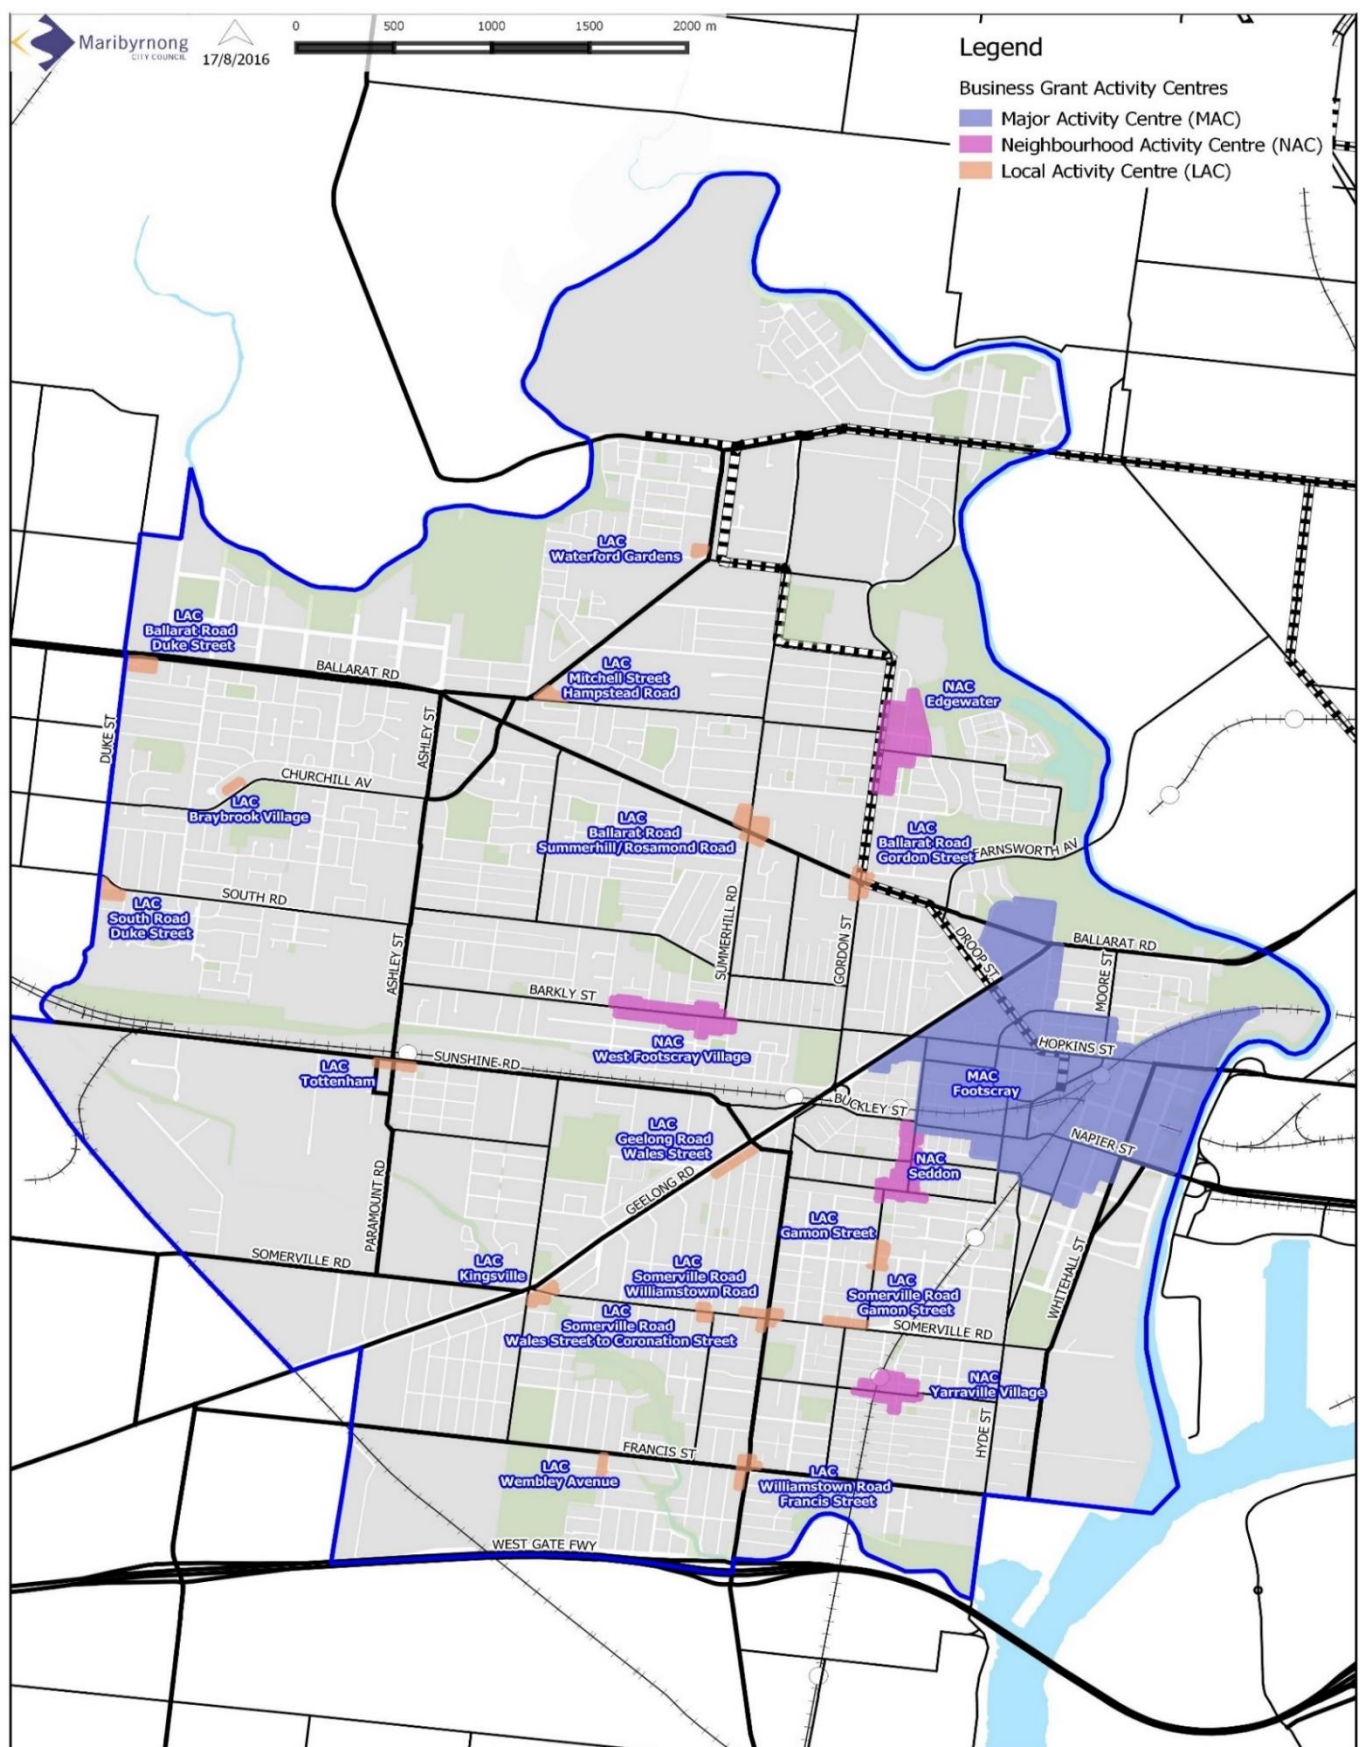 Maribyrnong
CITY COUNCIL
17/8/2016
0 500 1000 1500 2000 m
Legend
Business Grant Activity Centres
Major Activity Centre (MAC)
Neighbourhood Activity Centre (NAC)
Local Activity Centre (LAC)
LAC
Waterford Gardens
LAC
Ballarat Road
Duke Street
BALLARAT RD
LAC
Mitchell Street
Hampstead Road
NAC
Edgewater
DUKE ST
ASHLEY ST
CHURCHILL AV
LAC
Braybrook Village
LAC
Ballarat Road
Summerhill/Rosamond Road
LAC
Ballarat Road
Gordon Street
FARNSWORTH AV
SOUTH RD
LAC
South Road
Duke Street
ASHLEY ST
SUMMERHILL RD
GORDON ST
DROOP ST
BALLARAT RD
MOORE ST
BARKLY ST
NAC
West Footscray Village
HOPKINS ST
SUNSHINE RD
LAC
Tottenham
MAC
Footscray
BUCKLEY ST
LAC
Geelong Road
Wales Street
NAPIER ST
NAC
Seddon
GEELONG RD
PARAMOUNT RD
LAC
Gamon Street
SOMERVILLE RD
LAC
Kingsville
LAC
Somerville Road
Williamstown Road
LAC
Somerville Road
Gamon Street
WHITEHALL ST
LAC
Somerville Road
Wales Street to Coronation Street
SOMERVILLE RD
NAC
Yarraville Village
HYDE ST
FRANCIS ST
LAC
Wembley Avenue
LAC
Williamstown Road
Francis Street
WEST GATE FWY